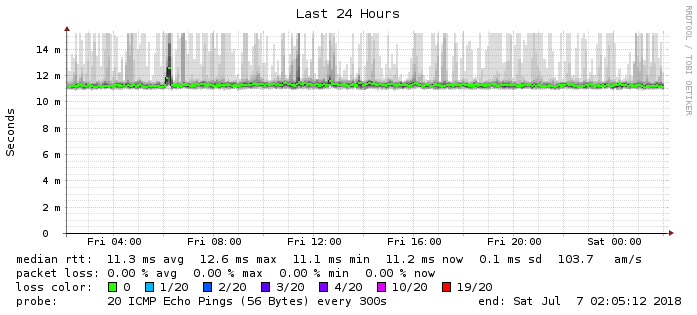 Last 24 Hours
RRDTOOL / TOBI OETIKER
Seconds
14 m
12 m
10 m
8 m
6 m
4 m
2 m
0
Fri 04:00 Fri 08:00 Fri 12:00 Fri 16:00 Fri 20:00 Sat 00:00
median rtt: 11.3 ms avg 12.6 ms max 11.1 ms min 11.2 ms now 0.1 ms sd 103.7 am/s
packet loss: 0.00 % avg 0.00 % max 0.00 % min 0.00 % now
loss color: 0 1/20 2/20 3/20 4/20 10/20 19/20
probe: 20 ICMP Echo Pings (56 Bytes) every 300s end: Sat Jul 7 02:05:12 2018